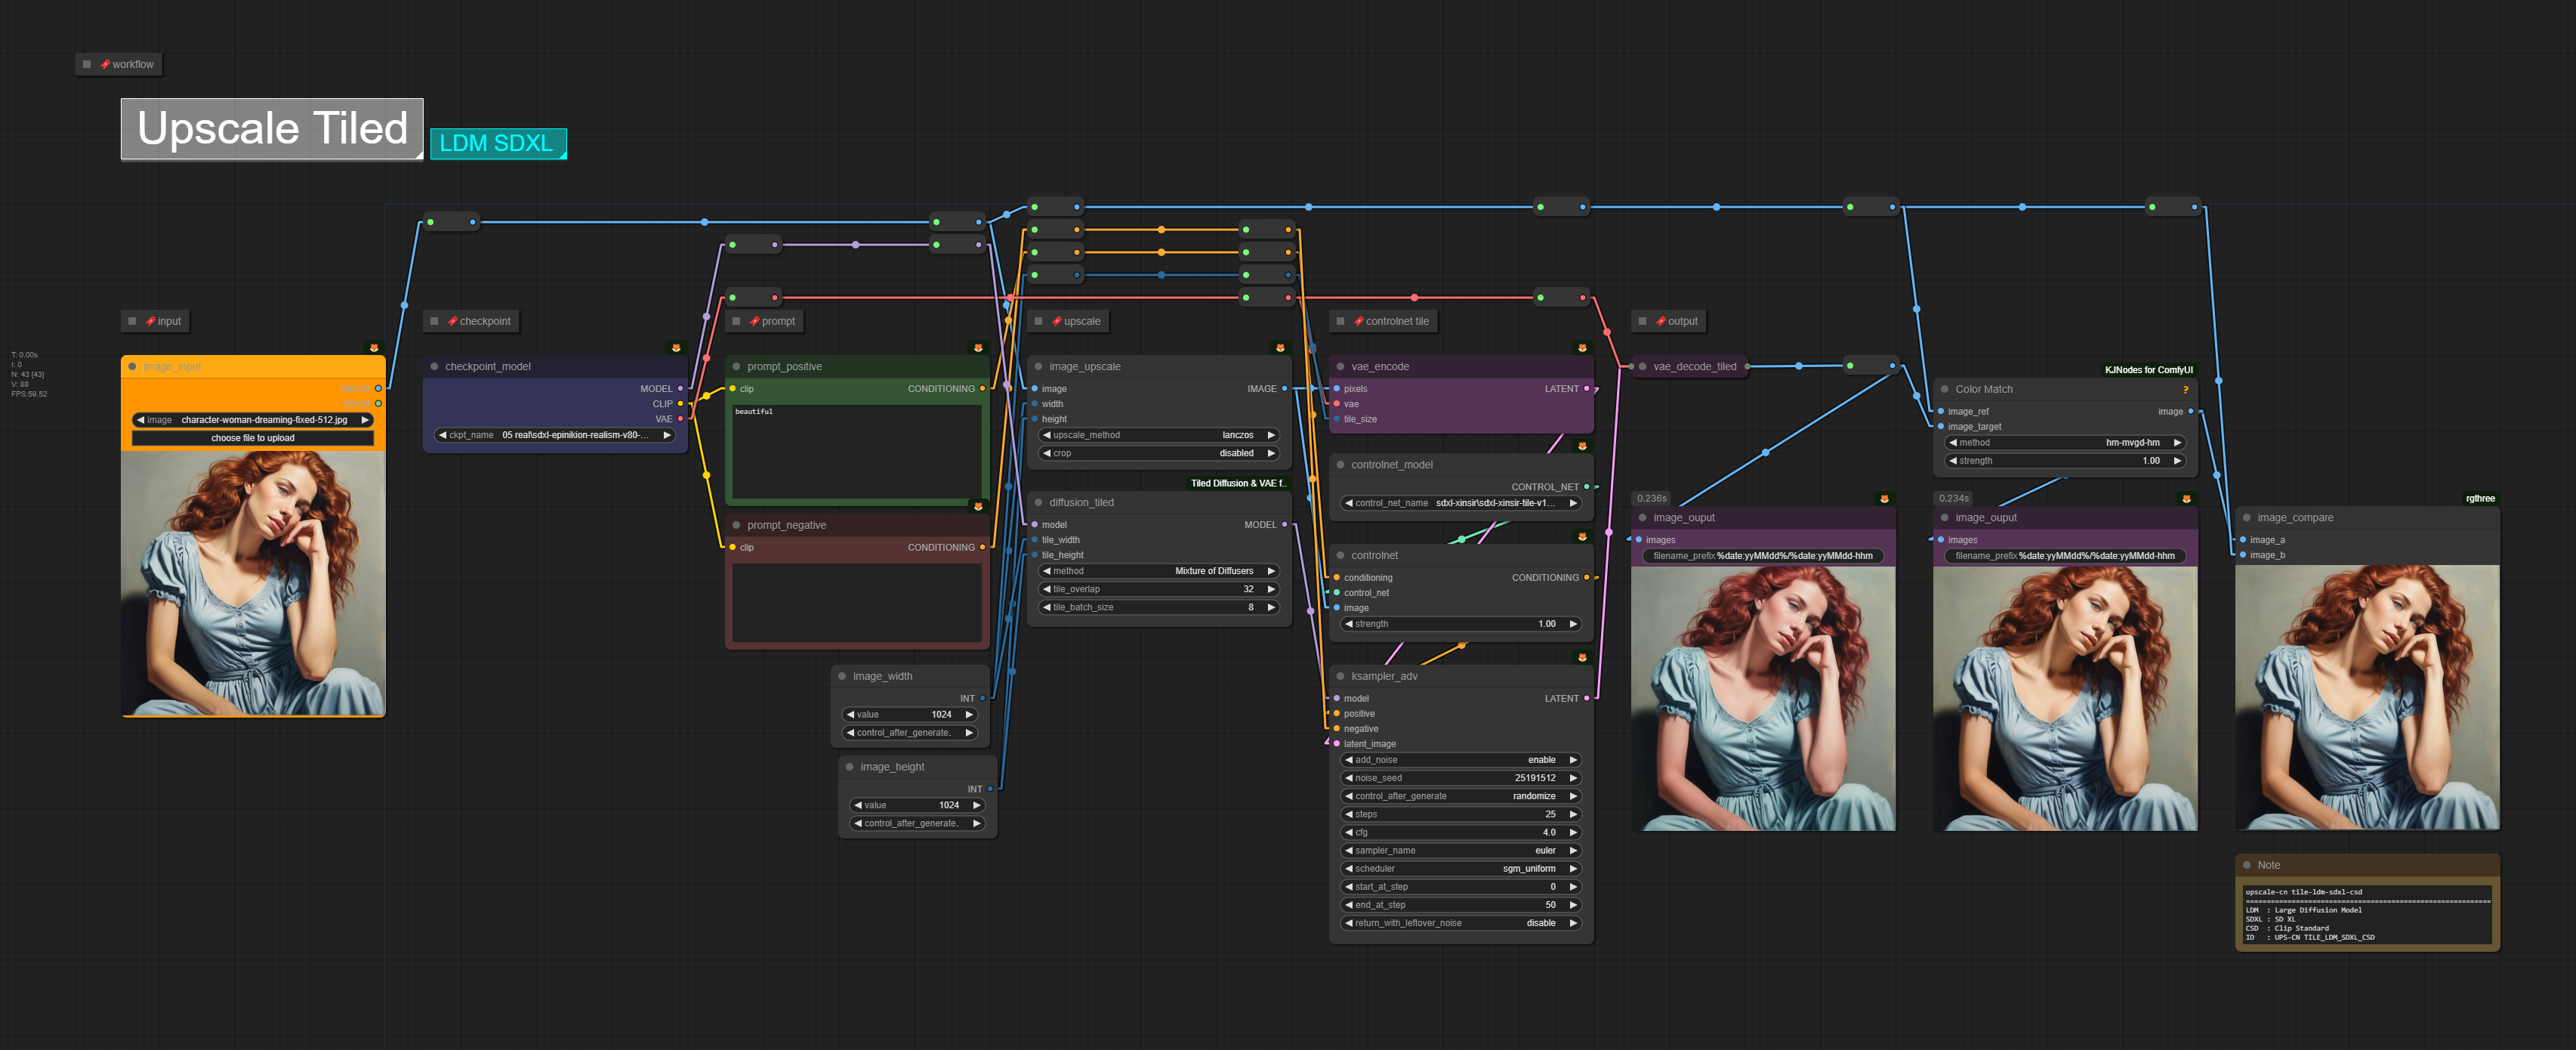 workflow
Upscale Tiled
LDM SDXL
input
checkpoint
prompt
upscale
controlnet tile
output
T: 0.00s
I: 0
N: 43 [43]
V: 88
FPS:59.52
image_input
IMAGE
MASK
image character-woman-dreaming-fixed-512.jpg
choose file to upload
checkpoint_model
MODEL
CLIP
VAE
ckpt_name 05 real\sdxl-epinikion-realism-v80-...
prompt_positive
clip CONDITIONING
beautiful
prompt_negative
clip CONDITIONING
image_width
INT
value 1024
control_after_generate.
image_height
INT
value 1024
control_after_generate.
image_upscale
image IMAGE
width
height
upscale_method lanczos
crop disabled
Tiled Diffusion & VAE f..
diffusion_tiled
model MODEL
tile_width
tile_height
method Mixture of Diffusers
tile_overlap 32
tile_batch_size 8
vae_encode
pixels LATENT
vae
tile_size
controlnet_model
CONTROL_NET
control_net_name sdxl-xinsir\sdxl-xinsir-tile-v1...
controlnet
conditioning CONDITIONING
control_net
image
strength 1.00
ksampler_adv
model LATENT
positive
negative
latent_image
add_noise enable
noise_seed 25191512
control_after_generate randomize
steps 25
cfg 4.0
sampler_name euler
scheduler sgm_uniform
start_at_step 0
end_at_step 50
return_with_leftover_noise disable
vae_decode_tiled
0.236s
image_ouput
images
filename_prefix %date:yyMMdd%/%date:yyMMdd-hhm
KJNodes for ComfyUI
Color Match ?
image_ref image
image_target
method hm-mvgd-hm
strength 1.00
0.234s
image_ouput
images
filename_prefix %date:yyMMdd%/%date:yyMMdd-hhm
rgthree
image_compare
image_a
image_b
Note
upscale-cn tile-ldm-sdxl-csd
============================================================
LDM : Large Diffusion Model
SDXL : SD XL
CSD : Clip Standard
ID : UPS-CN TILE_LDM_SDXL_CSD